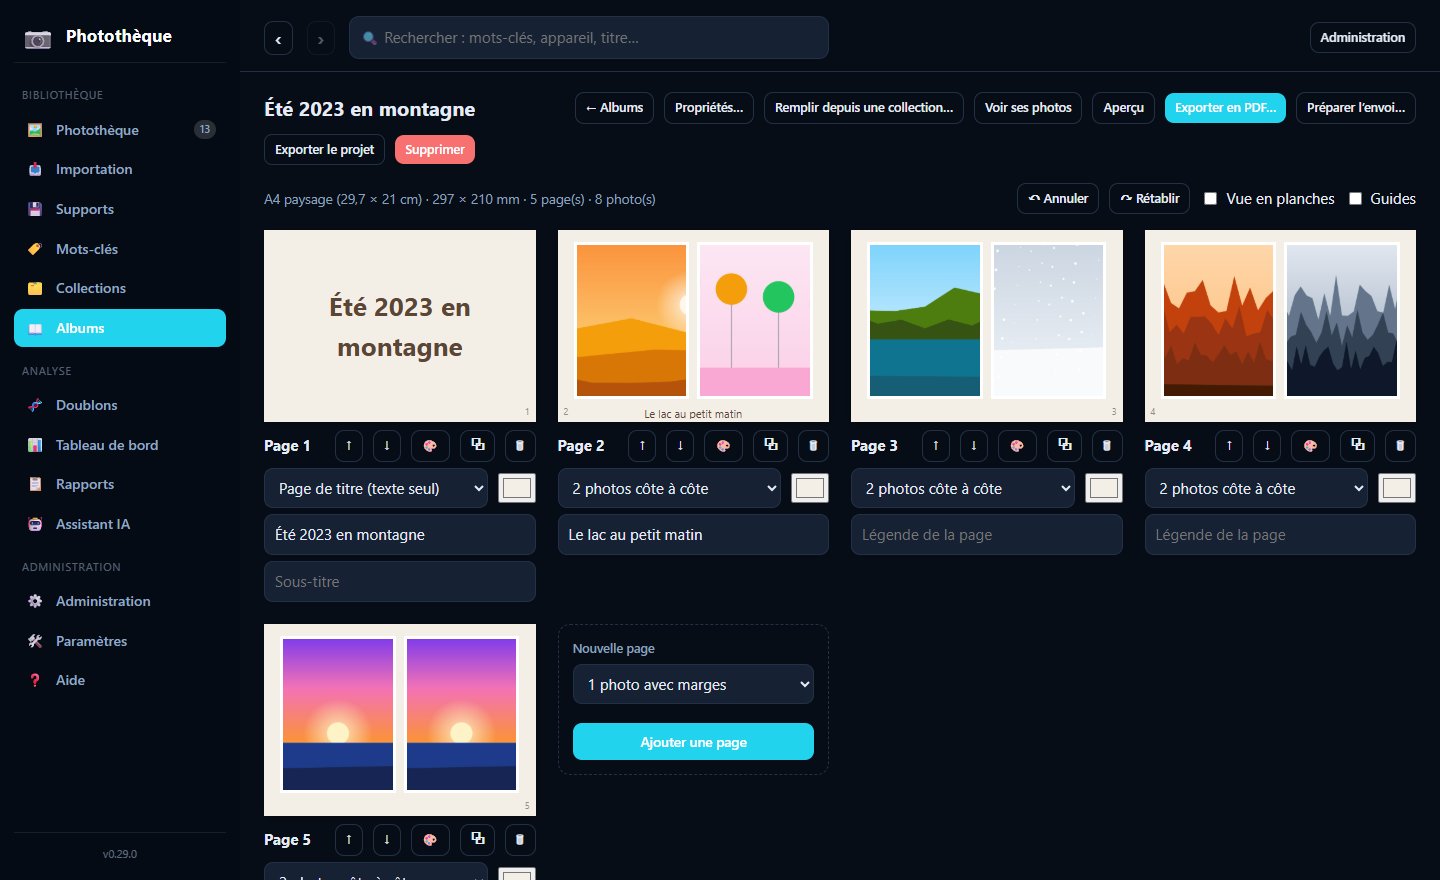 Photothèque
Rechercher : mots-clés, appareil, titre...
Administration
BIBLIOTHÈQUE
Photothèque 13
Importation
Supports
Mots-clés
Collections
Albums
ANALYSE
Doublons
Tableau de bord
Rapports
Assistant IA
ADMINISTRATION
Administration
Paramètres
Aide
v0.29.0
Été 2023 en montagne
← Albums
Propriétés...
Remplir depuis une collection...
Voir ses photos
Aperçu
Exporter en PDF...
Préparer l'envoi...
Exporter le projet
Supprimer
A4 paysage (29,7 × 21 cm) · 297 × 210 mm · 5 page(s) · 8 photo(s)
↶ Annuler
↷ Rétablir
Vue en planches
Guides
Été 2023 en
montagne
1
2
Le lac au petit matin
3
4
Page 1 ↑ ↓
Page 2 ↑ ↓
Page 3 ↑ ↓
Page 4 ↑ ↓
Page de titre (texte seul)
2 photos côte à côte
2 photos côte à côte
2 photos côte à côte
Été 2023 en montagne
Le lac au petit matin
Légende de la page
Légende de la page
Sous-titre
5
Nouvelle page
1 photo avec marges
Ajouter une page
Page 5 ↑ ↓